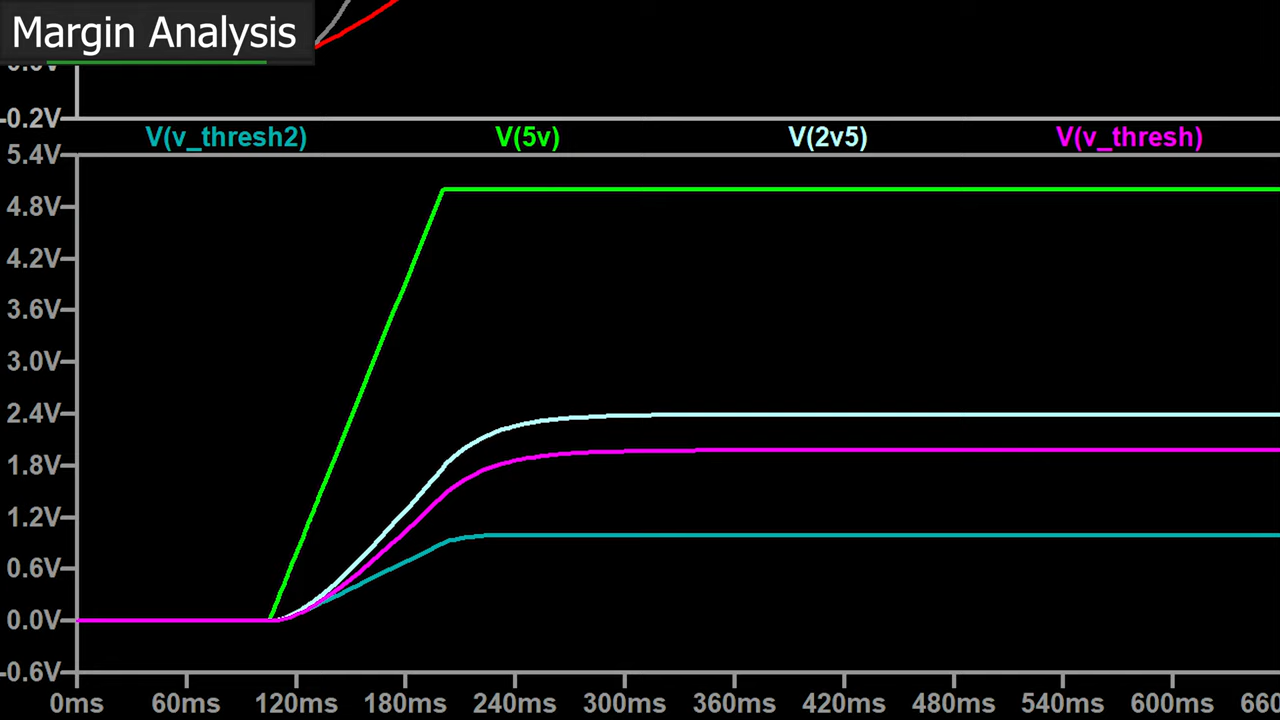 Margin Analysis
-0.2V
V(v_thresh2) V(5v) V(2v5) V(v_thresh)
5.4V
4.8V
4.2V
3.6V
3.0V
2.4V
1.8V
1.2V
0.6V
0.0V
-0.6V
0ms 60ms 120ms 180ms 240ms 300ms 360ms 420ms 480ms 540ms 600ms